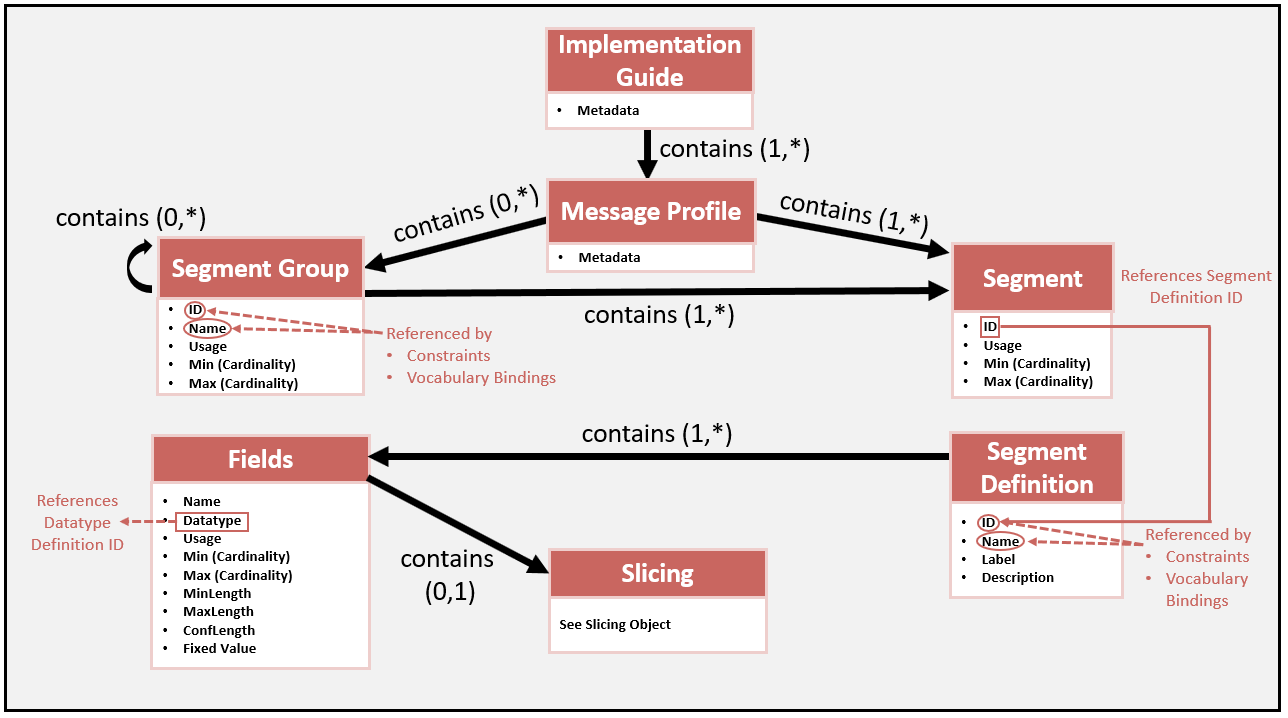 Implementation
Guide
• Metadata
contains (1,*)
Message Profile
• Metadata
contains (0,*)
contains (1,*)
contains (0,*)
Segment Group
• ID
• Name
• Usage
• Min (Cardinality)
• Max (Cardinality)
Referenced by
• Constraints
• Vocabulary Bindings
contains (1,*)
Segment
• ID
• Usage
• Min (Cardinality)
• Max (Cardinality)
References Segment
Definition ID
contains (1,*)
Fields
• Name
• Datatype
• Usage
• Min (Cardinality)
• Max (Cardinality)
• MinLength
• MaxLength
• ConfLength
• Fixed Value
References
Datatype
Definition ID
contains
(0,1)
Slicing
See Slicing Object
Segment
Definition
• ID
• Name
• Label
• Description
Referenced by
• Constraints
• Vocabulary
Bindings